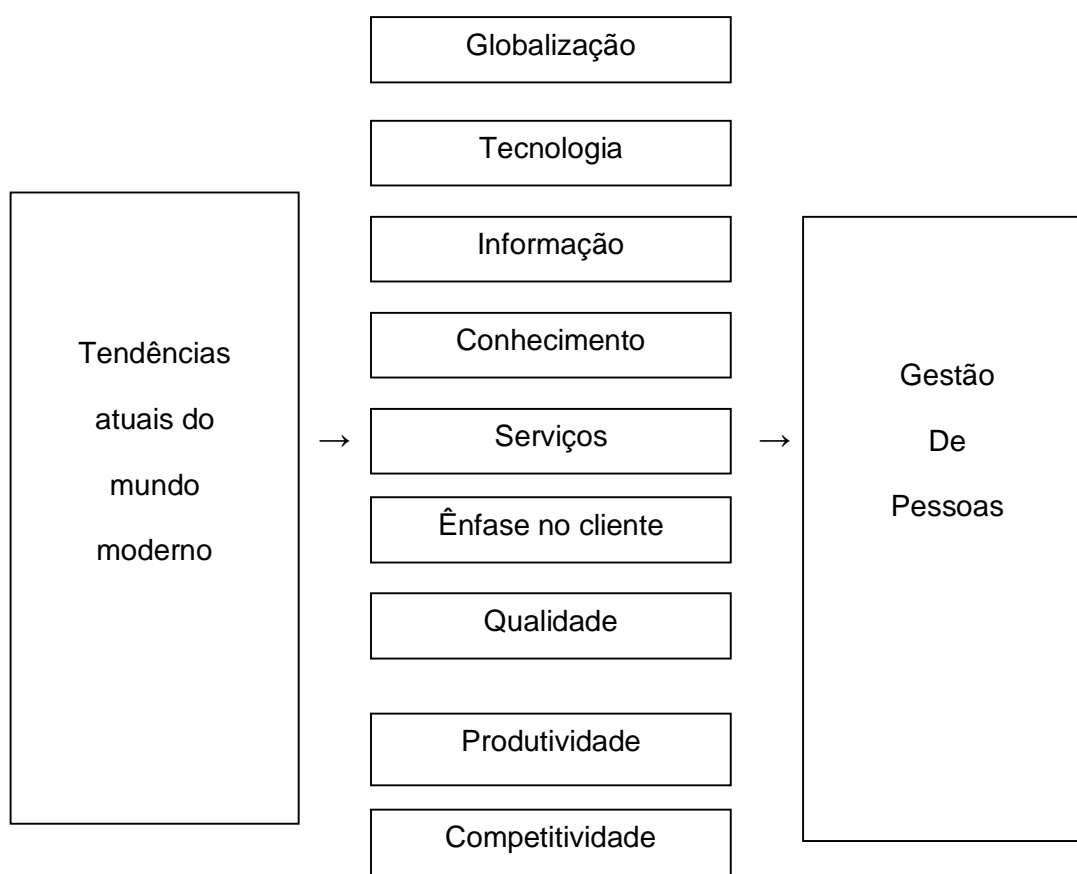 Tendências
atuais do
mundo
moderno
→
Globalização
Tecnologia
Informação
Conhecimento
Serviços
Ênfase no cliente
Qualidade
Produtividade
Competitividade
→
Gestão
De
Pessoas